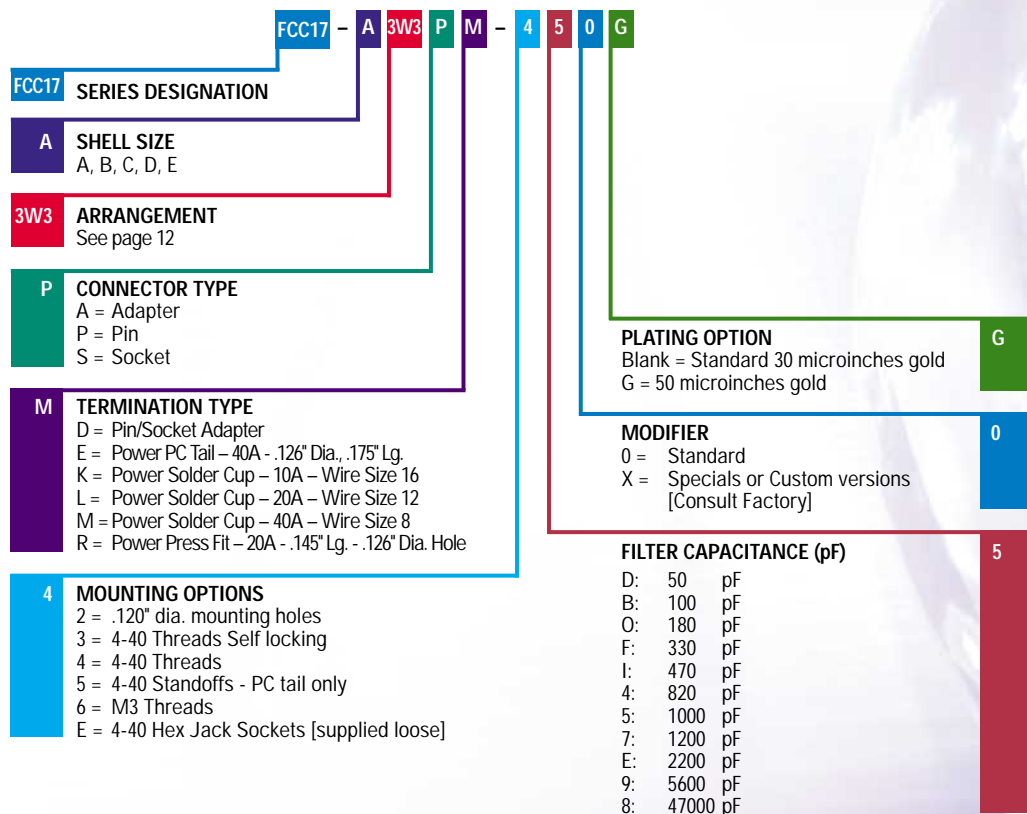 FCC17 – A 3W3 P M – 4 5 0 G
FCC17 SERIES DESIGNATION
A SHELL SIZE
A, B, C, D, E
3W3 ARRANGEMENT
See page 12
P CONNECTOR TYPE
A = Adapter
P = Pin
S = Socket
M TERMINATION TYPE
D = Pin/Socket Adapter
E = Power PC Tail – 40A - .126" Dia., .175" Lg.
K = Power Solder Cup – 10A – Wire Size 16
L = Power Solder Cup – 20A – Wire Size 12
M = Power Solder Cup – 40A – Wire Size 8
R = Power Press Fit – 20A - .145" Lg. - .126" Dia. Hole
4 MOUNTING OPTIONS
2 = .120" dia. mounting holes
3 = 4-40 Threads Self locking
4 = 4-40 Threads
5 = 4-40 Standoffs - PC tail only
6 = M3 Threads
E = 4-40 Hex Jack Sockets [supplied loose]
PLATING OPTION G
Blank = Standard 30 microinches gold
G = 50 microinches gold
MODIFIER 0
0 = Standard
X = Specials or Custom versions
[Consult Factory]
FILTER CAPACITANCE (pF) 5
D: 50 pF
B: 100 pF
O: 180 pF
F: 330 pF
I: 470 pF
4: 820 pF
5: 1000 pF
7: 1200 pF
E: 2200 pF
9: 5600 pF
8: 47000 pF